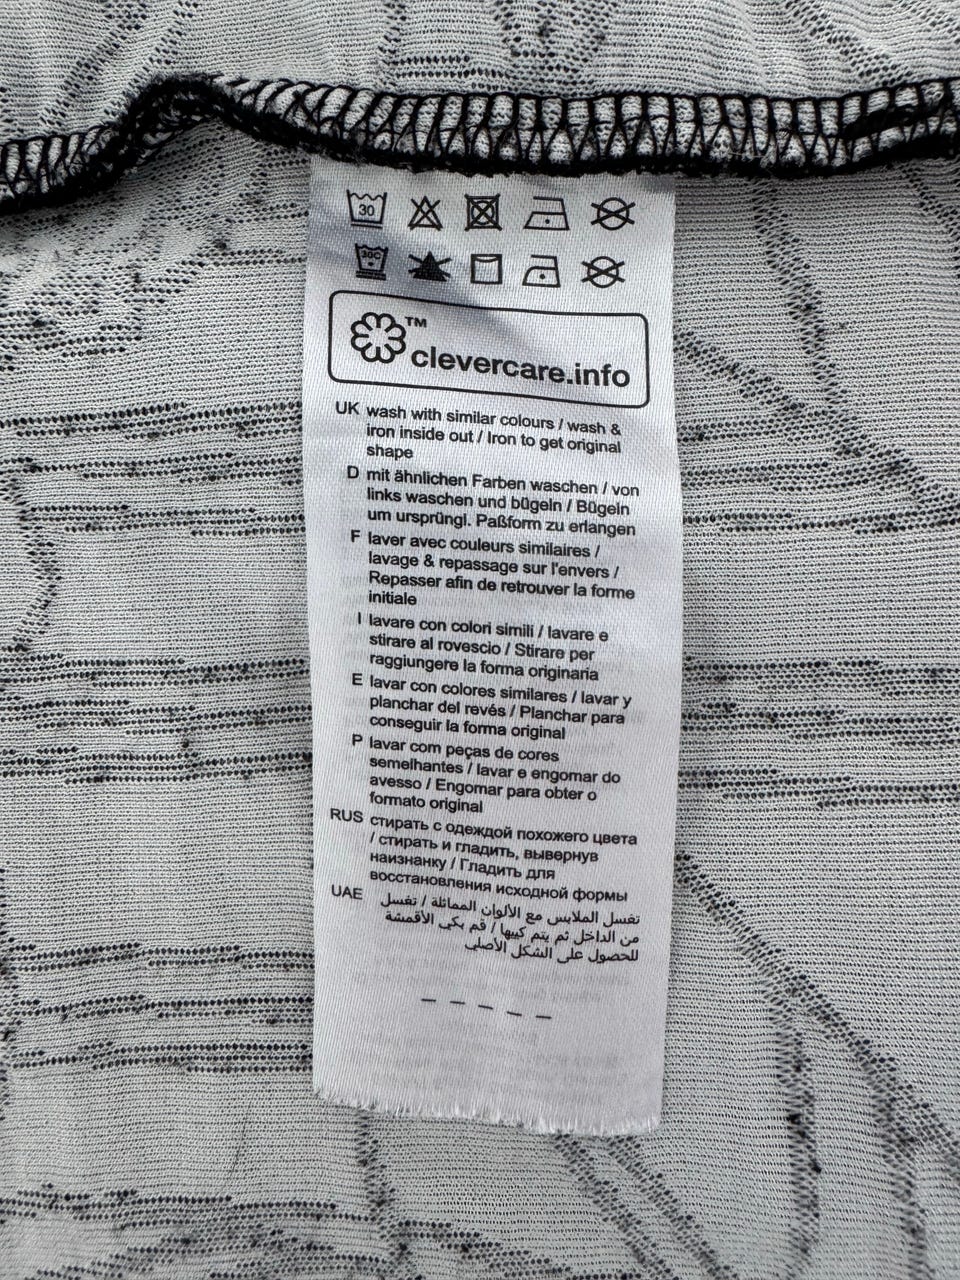 30
30C
™
clevercare.info
UK wash with similar colours / wash &
iron inside out / Iron to get original
shape
D mit ähnlichen Farben waschen / von
links waschen und bügeln / Bügeln
um ursprüngl. Paßform zu erlangen
F laver avec couleurs similaires /
lavage & repassage sur l'envers /
Repasser afin de retrouver la forme
initiale
I lavare con colori simili / lavare e
stirare al rovescio / Stirare per
raggiungere la forma originaria
E lavar con colores similares / lavar y
planchar del revés / Planchar para
conseguir la forma original
P lavar com peças de cores
semelhantes / lavar e engomar do
avesso / Engomar para obter o
formato original
RUS стирать с одеждой похожего цвета
/ стирать и гладить, вывернув
наизнанку / Гладить для
восстановления исходной формы
UAE تغسل الملابس مع الألوان المماثلة / تغسل
من الداخل ثم يتم كييها / قم بكي الأقمشة
للحصول على الشكل الأصلي
_ _ _ _ _